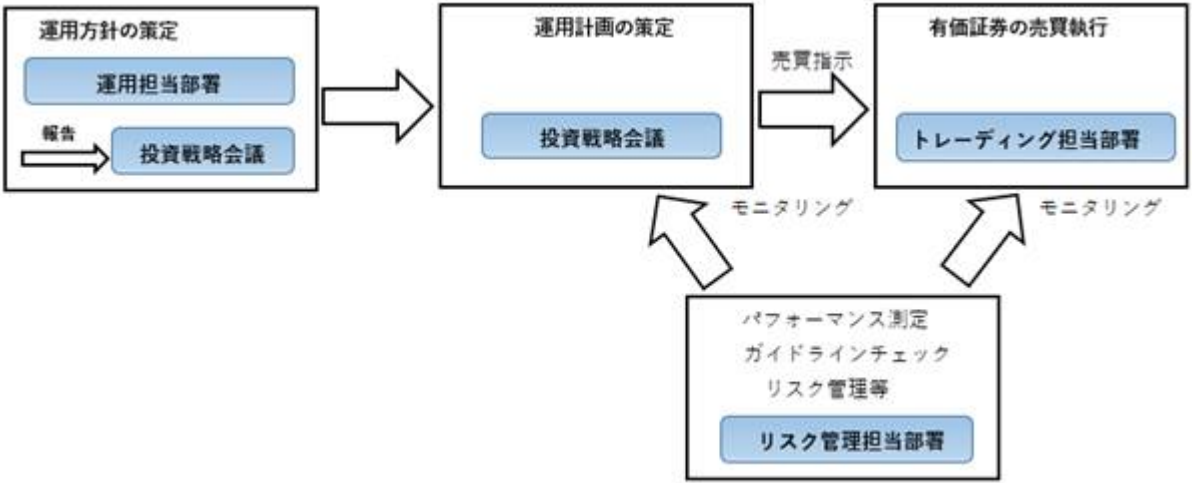 運用方針の策定
運用担当部署
報告
投資戦略会議
運用計画の策定
投資戦略会議
売買指示
有価証券の売買執行
トレーディング担当部署
モニタリング
モニタリング
パフォーマンス測定
ガイドラインチェック
リスク管理等
リスク管理担当部署